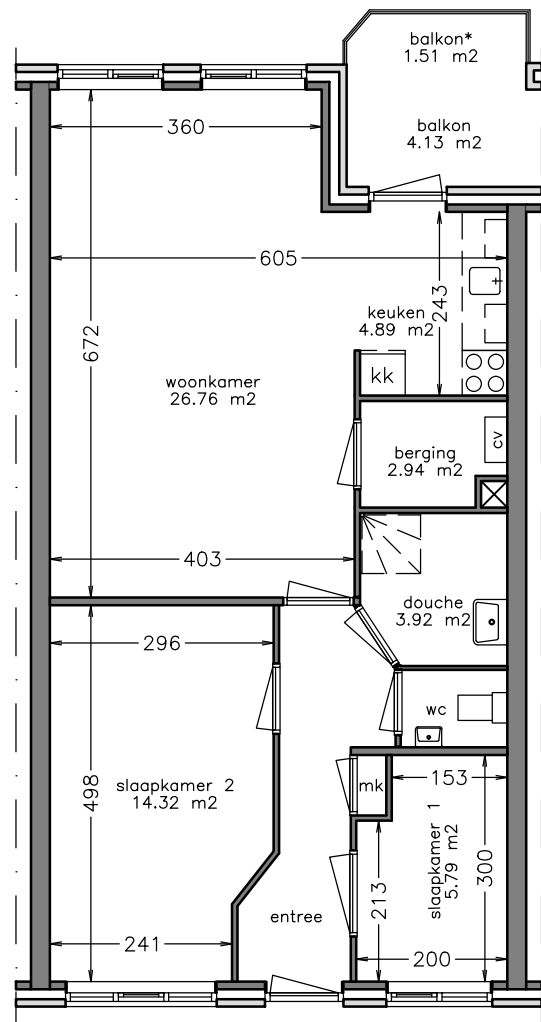 balkon*
1.51 m2
balkon
4.13 m2
360
605
243
keuken
4.89 m2
672
kk
woonkamer
26.76 m2
cv
berging
2.94 m2
403
douche
3.92 m2
296
wc
498
slaapkamer 2
14.32 m2
mk
153
slaapkamer 1
5.79 m2
300
213
entree
241
200